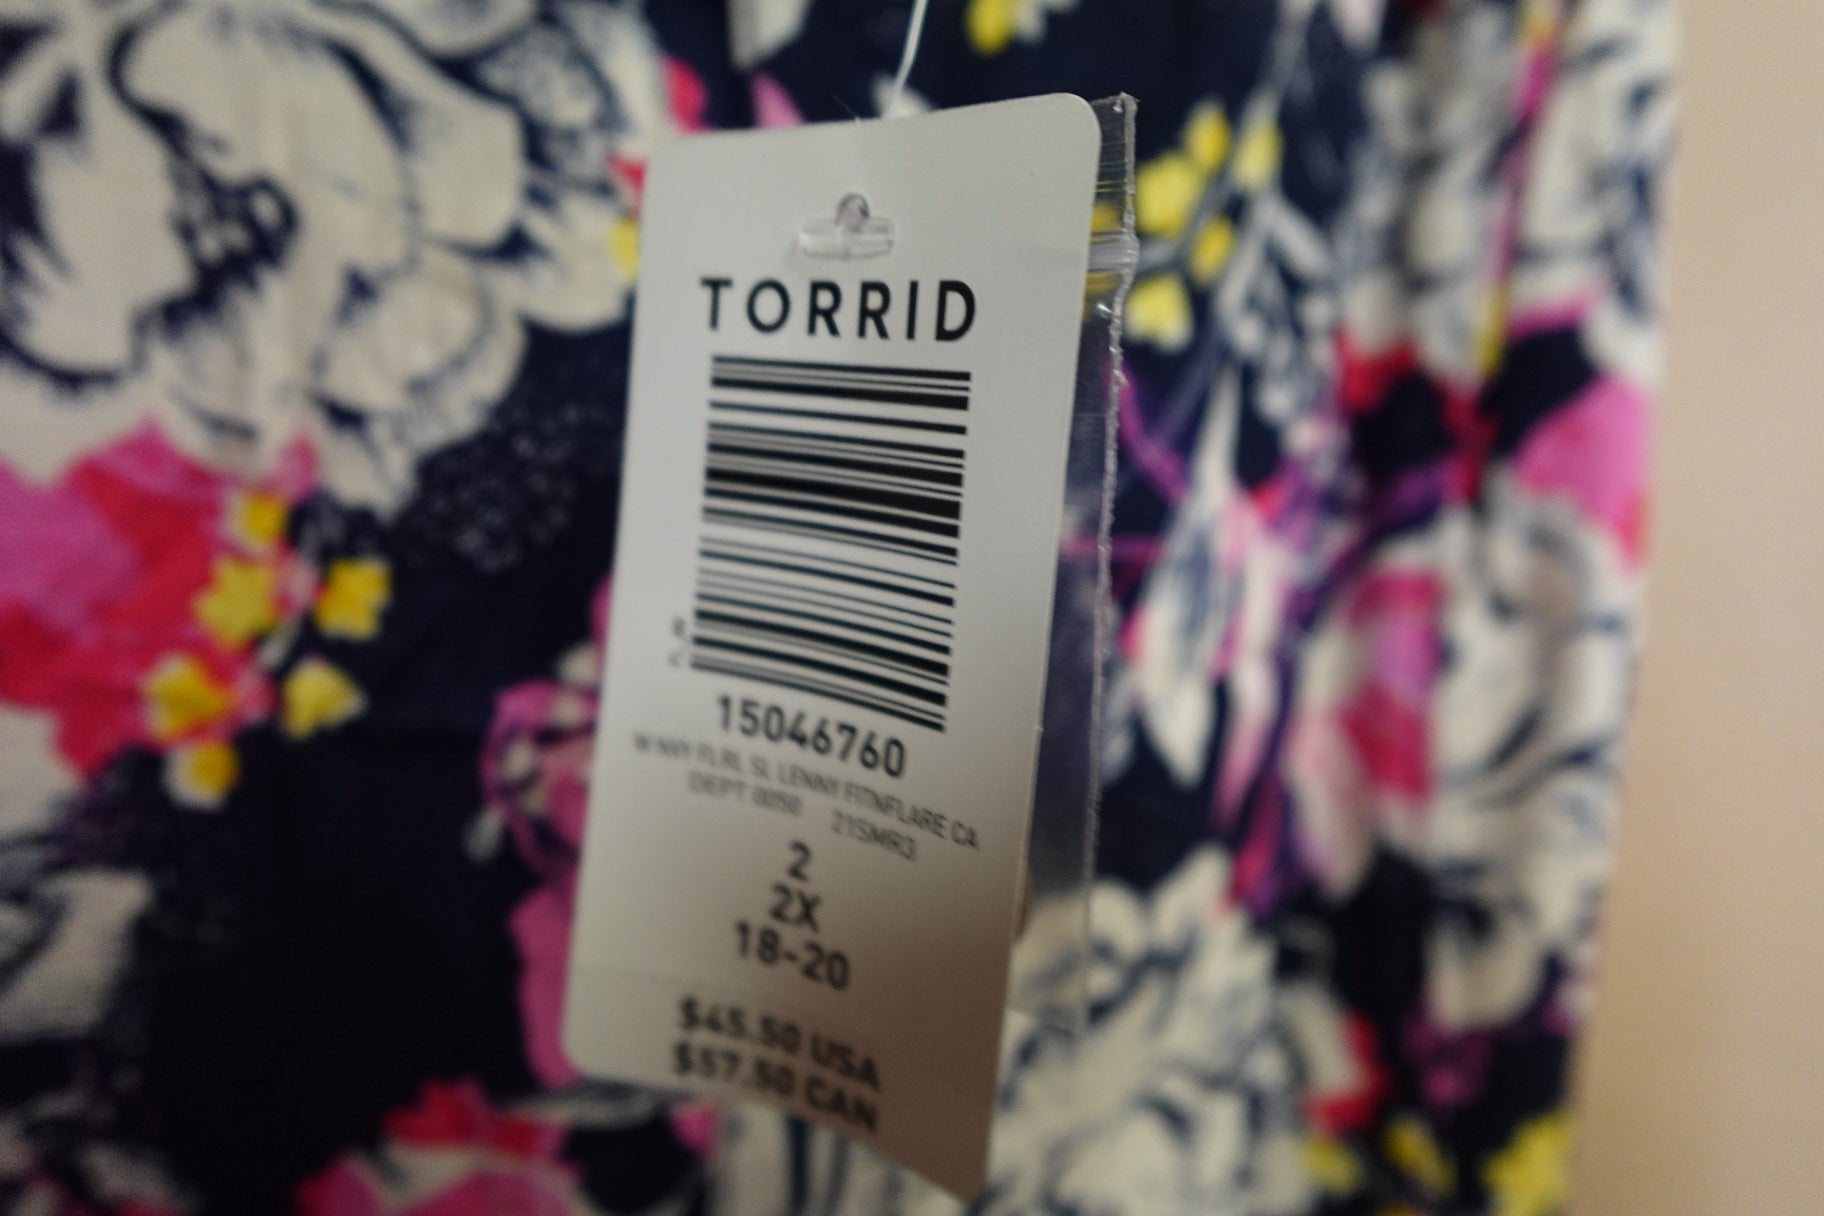 TORRID
15046760
W NVY FLRL SL LENNY FITNFLARE CA
DEPT 0050 21SMR3
2
2X
18-20
$45.50 USA
$57.50 CAN